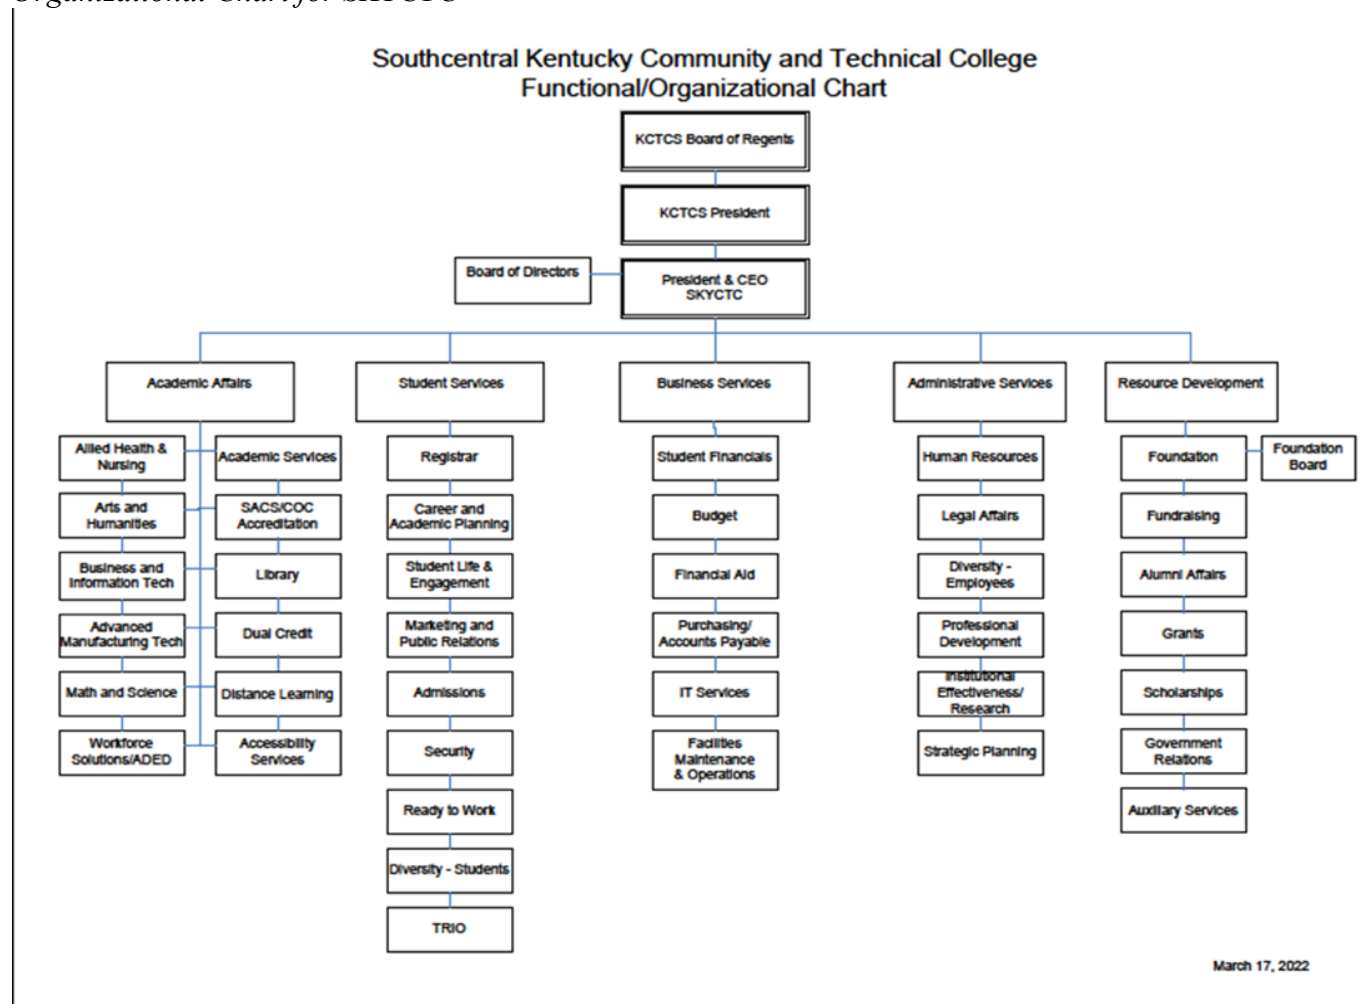 Organizational Chart for SKYCTC
Southcentral Kentucky Community and Technical College
Functional/Organizational Chart
KCTCS Board of Regents
KCTCS President
Board of Directors
President & CEO
SKYCTC
Academic Affairs
Student Services
Business Services
Administrative Services
Resource Development
Allied Health &
Nursing
Arts and
Humanities
Business and
Information Tech
Advanced
Manufacturing Tech
Math and Science
Workforce
Solutions/ADED
Academic Services
SACS/COC
Accreditation
Library
Dual Credit
Distance Learning
Accessibility
Services
Registrar
Career and
Academic Planning
Student Life &
Engagement
Marketing and
Public Relations
Admissions
Security
Ready to Work
Diversity - Students
TRIO
Student Financials
Budget
Financial Aid
Purchasing/
Accounts Payable
IT Services
Facilities
Maintenance
& Operations
Human Resources
Legal Affairs
Diversity -
Employees
Professional
Development
Institutional
Effectiveness/
Research
Strategic Planning
Foundation
Foundation
Board
Fundraising
Alumni Affairs
Grants
Scholarships
Government
Relations
Auxiliary Services
March 17, 2022